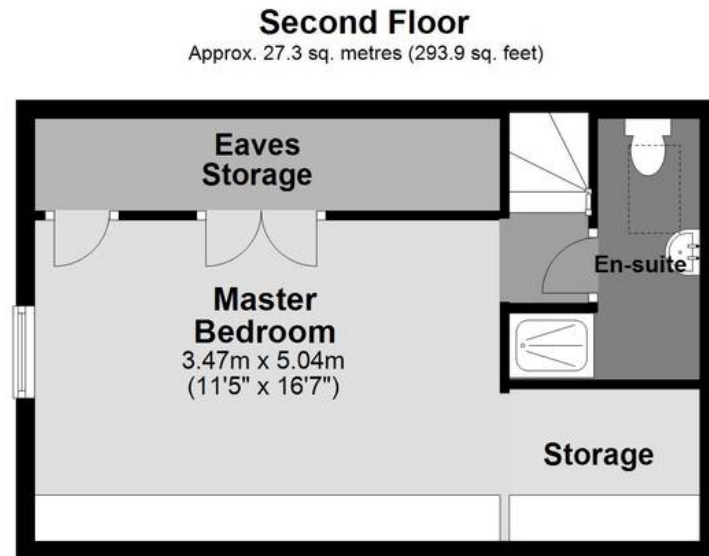 Second Floor
Approx. 27.3 sq. metres (293.9 sq. feet)
Eaves
Storage
Master
Bedroom
3.47m x 5.04m
(11'5" x 16'7")
En-suite
Storage